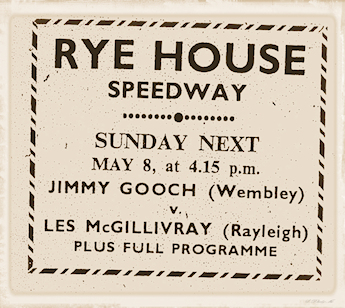 RYE HOUSE
SPEEDWAY
SUNDAY NEXT
MAY 8, at 4.15 p.m.
JIMMY GOOCH (Wembley)
v.
LES McGILLIVRAY (Rayleigh)
PLUS FULL PROGRAMME